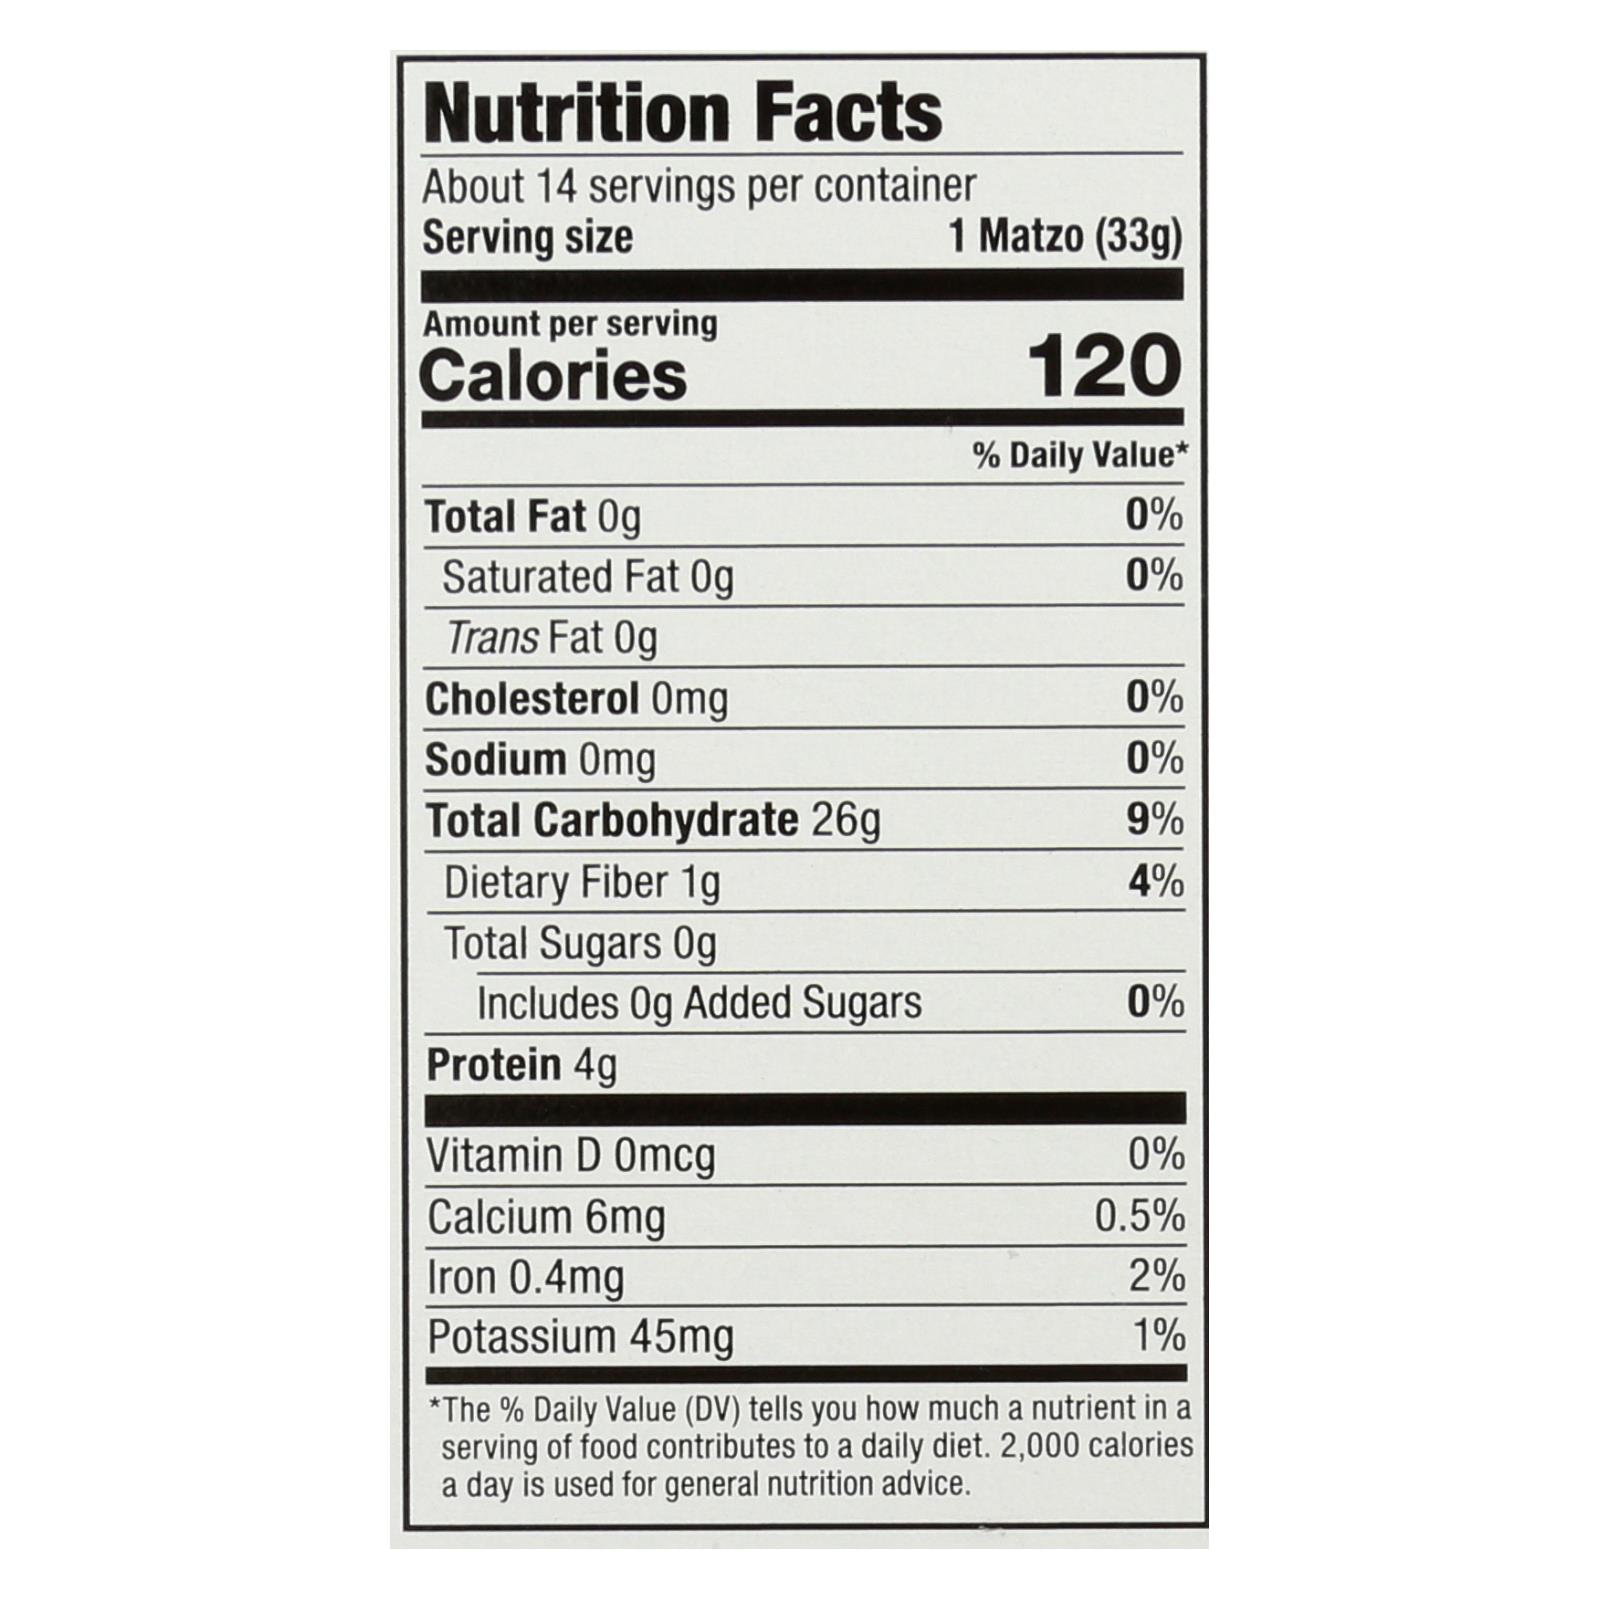 Nutrition Facts
About 14 servings per container
Serving size 1 Matzo (33g)
Amount per serving
Calories 120
% Daily Value*
Total Fat 0g 0%
Saturated Fat 0g 0%
Trans Fat 0g
Cholesterol 0mg 0%
Sodium 0mg 0%
Total Carbohydrate 26g 9%
Dietary Fiber 1g 4%
Total Sugars 0g
Includes 0g Added Sugars 0%
Protein 4g
Vitamin D 0mcg 0%
Calcium 6mg 0.5%
Iron 0.4mg 2%
Potassium 45mg 1%
*The % Daily Value (DV) tells you how much a nutrient in a
serving of food contributes to a daily diet. 2,000 calories
a day is used for general nutrition advice.